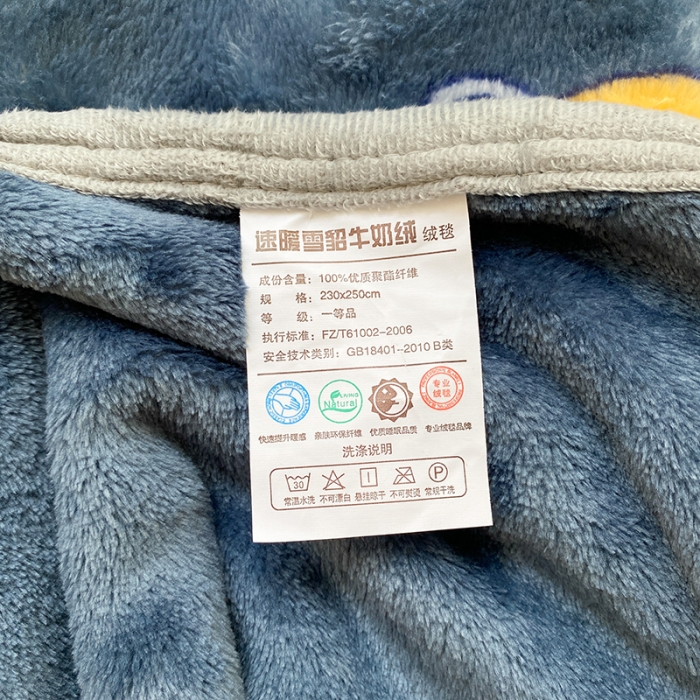 速暖雪貂牛奶绒 绒毯
成份含量：100%优质聚酯纤维
规　格：230x250cm
等　级：一等品
执行标准：FZ/T61002-2006
安全技术类别：GB18401-2010 B类
Natural
专业
绒毯
快速提升暖感 亲肤环保纤维 优质睡眠品质 专业绒毯品牌
洗涤说明
30 P
常温水洗 不可漂白 悬挂晾干 不可熨烫 常规干洗